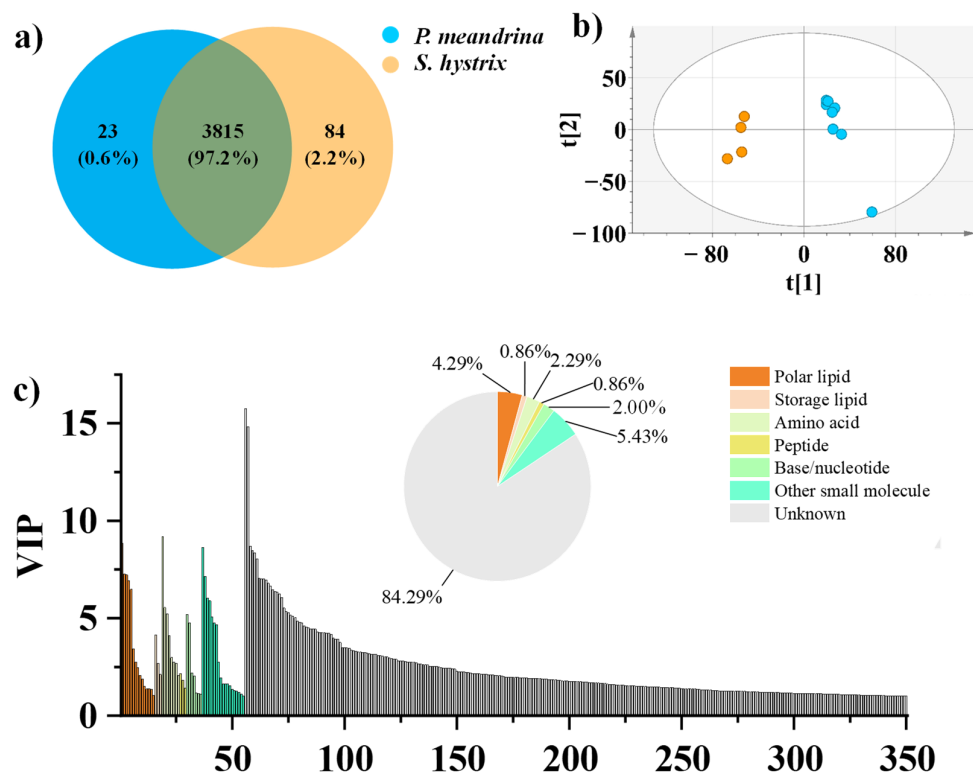 a)
P. meandrina
S. hystrix
23
(0.6%)
3815
(97.2%)
84
(2.2%)
b)
t[2]
50
0
−50
−100
−80
0
80
t[1]
c)
VIP
15
10
5
0
50
100
150
200
250
300
350
4.29%
0.86%
2.29%
0.86%
2.00%
5.43%
84.29%
Polar lipid
Storage lipid
Amino acid
Peptide
Base/nucleotide
Other small molecule
Unknown